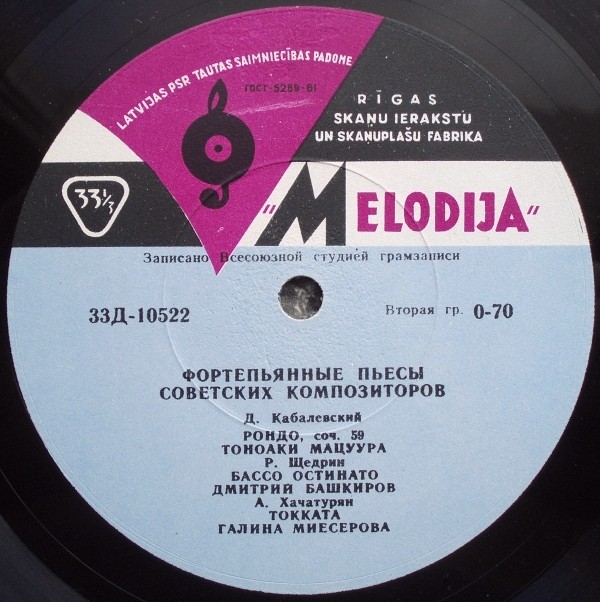 LATVIJAS PSR TAUTAS SAIMNIECĪBAS PADOME
ГОСТ-5289-61
RĪGAS
SKAŅU IERAKSTU
UN SKAŅUPLAŠU FABRIKA
33⅓
"MELODIJA"
Записано Всесоюзной студией грамзаписи
33Д-10522
Вторая гр. 0-70
ФОРТЕПЬЯННЫЕ ПЬЕСЫ
СОВЕТСКИХ КОМПОЗИТОРОВ
Д. Кабалевский
РОНДО, соч. 59
ТОНОАКИ МАЦУУРА
Р. Щедрин
БАССО ОСТИНАТО
ДМИТРИЙ БАШКИРОВ
А. Хачатурян
ТОККАТА
ГАЛИНА МИЕСЕРОВА